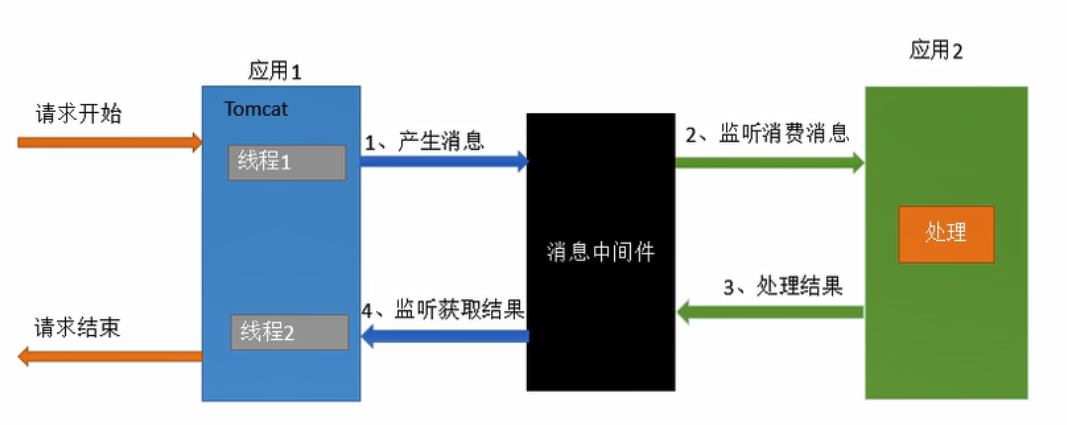 应用1
应用2
请求开始
Tomcat
线程1
1、产生消息
2、监听消费消息
消息中间件
处理
3、处理结果
4、监听获取结果
请求结束
线程2